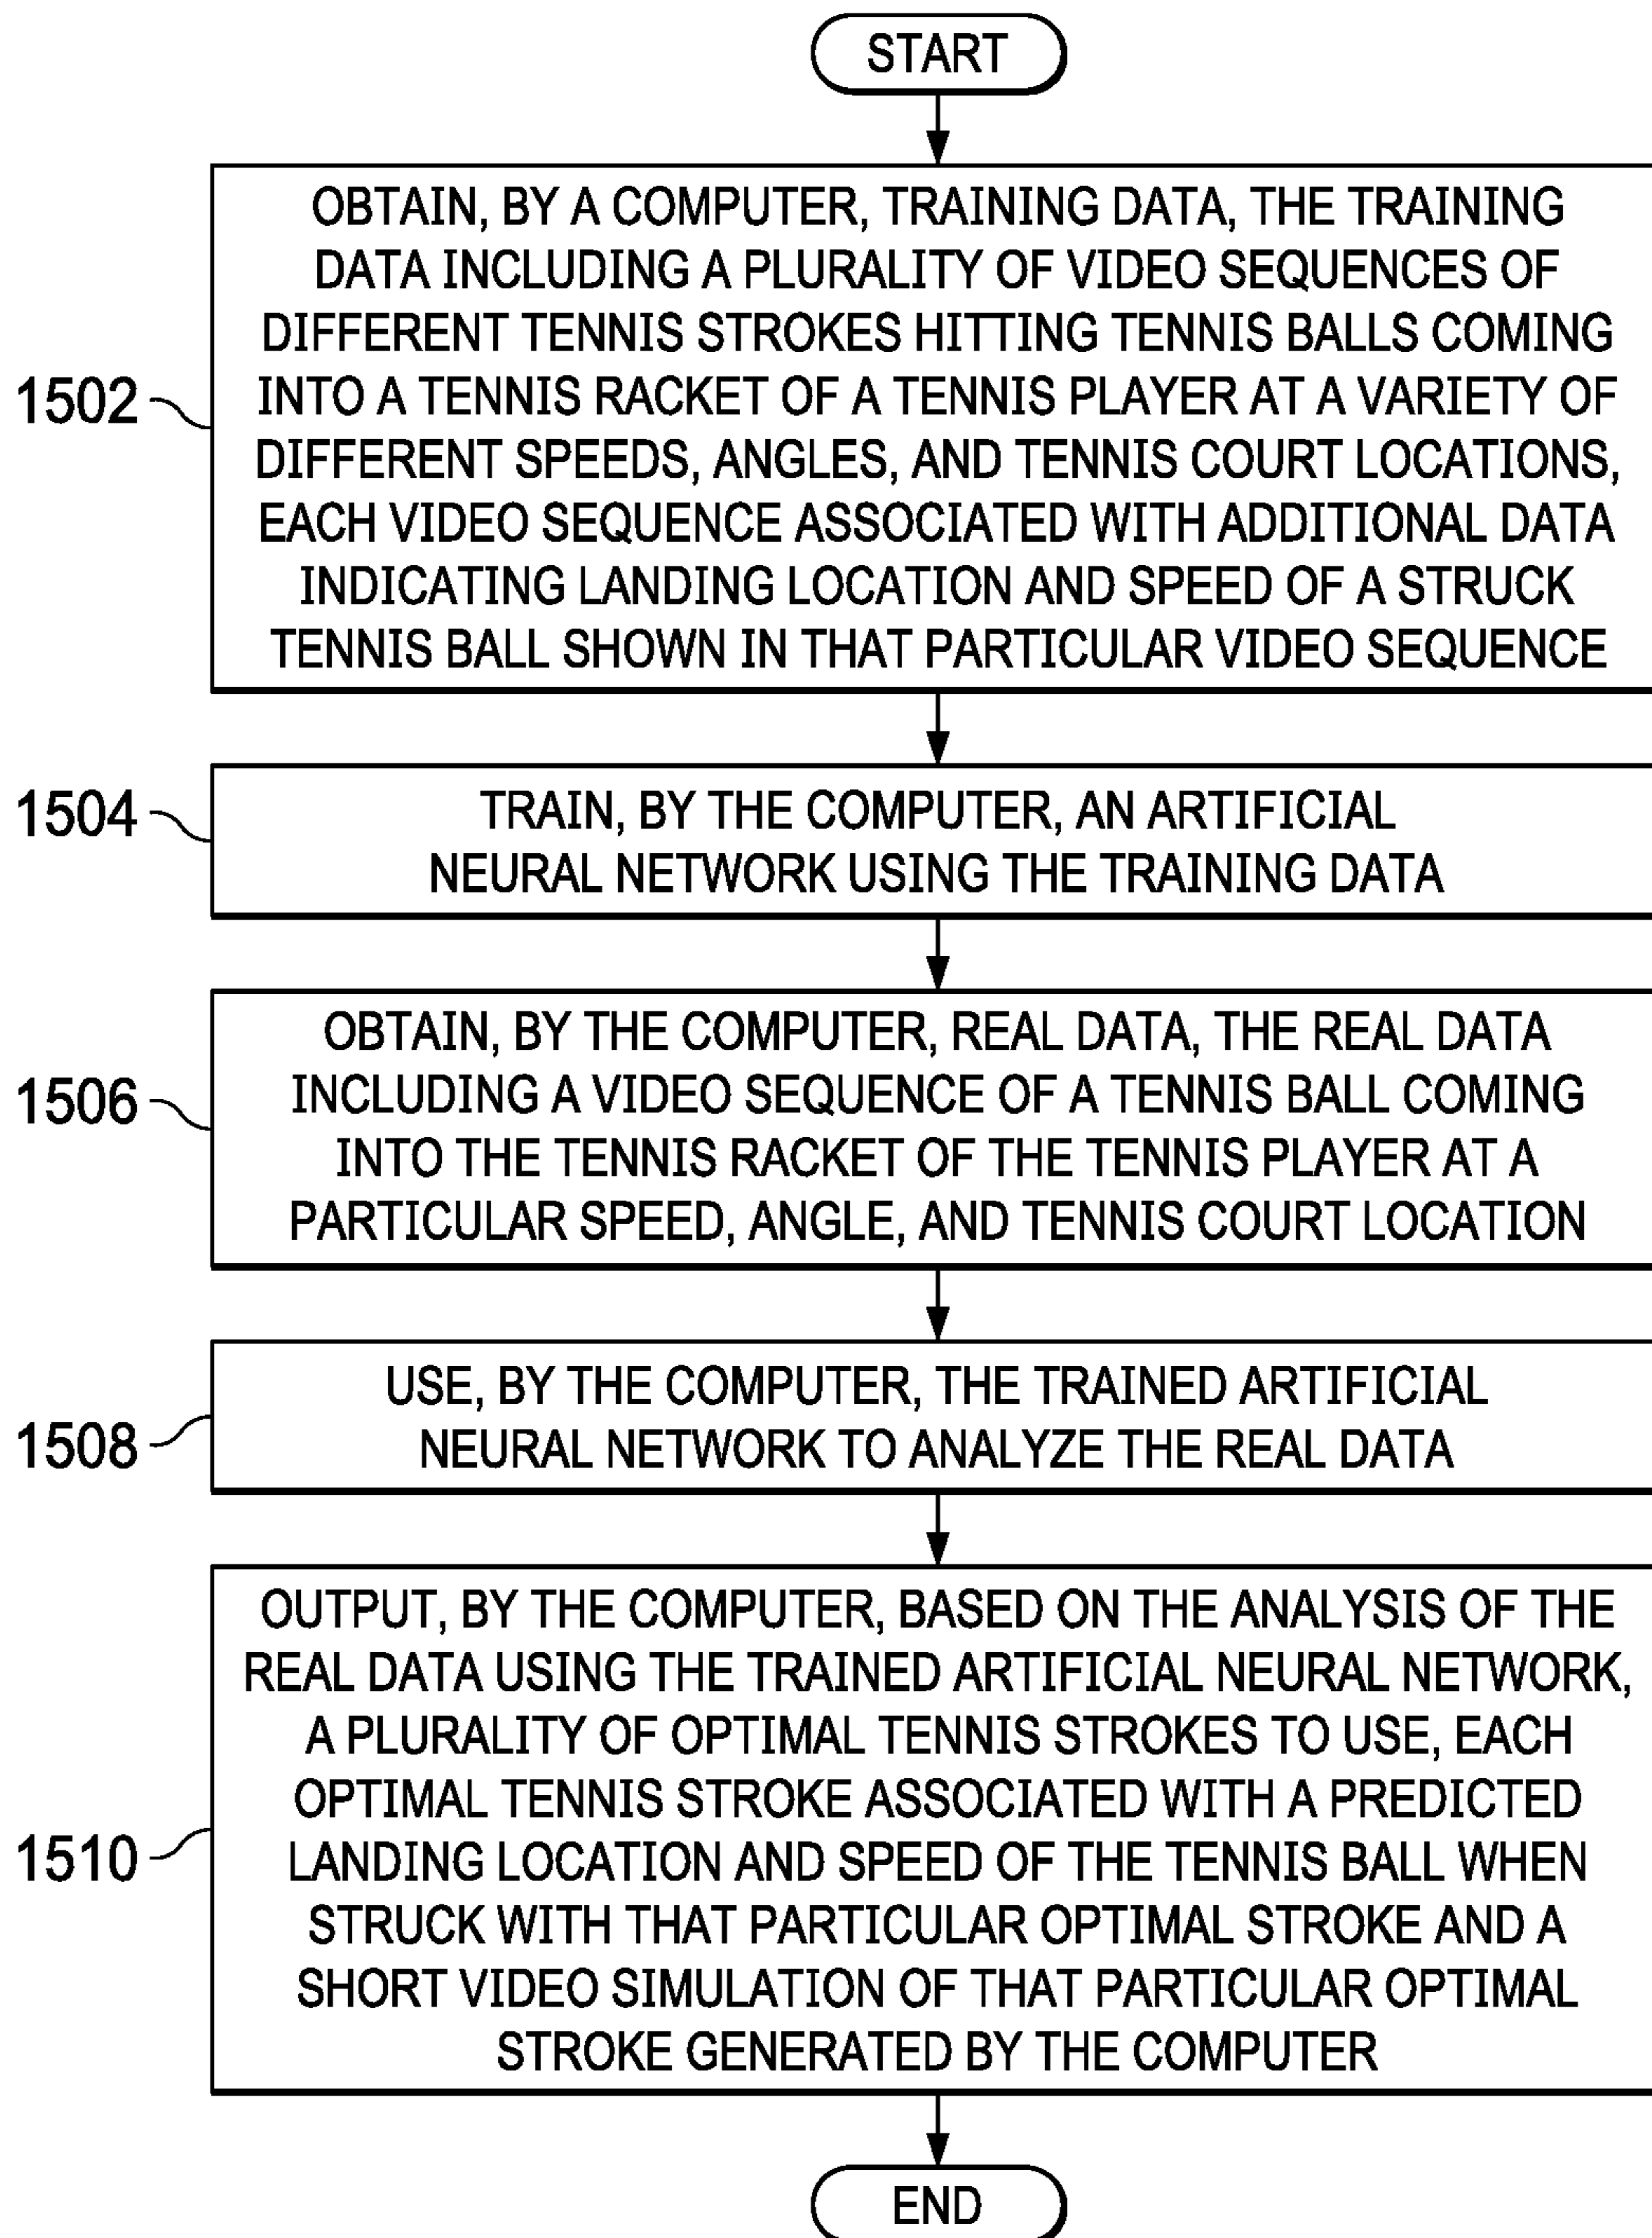 START
OBTAIN, BY A COMPUTER, TRAINING DATA, THE TRAINING
DATA INCLUDING A PLURALITY OF VIDEO SEQUENCES OF
DIFFERENT TENNIS STROKES HITTING TENNIS BALLS COMING
INTO A TENNIS RACKET OF A TENNIS PLAYER AT A VARIETY OF
DIFFERENT SPEEDS, ANGLES, AND TENNIS COURT LOCATIONS,
EACH VIDEO SEQUENCE ASSOCIATED WITH ADDITIONAL DATA
INDICATING LANDING LOCATION AND SPEED OF A STRUCK
TENNIS BALL SHOWN IN THAT PARTICULAR VIDEO SEQUENCE
1502
TRAIN, BY THE COMPUTER, AN ARTIFICIAL
NEURAL NETWORK USING THE TRAINING DATA
1504
OBTAIN, BY THE COMPUTER, REAL DATA, THE REAL DATA
INCLUDING A VIDEO SEQUENCE OF A TENNIS BALL COMING
INTO THE TENNIS RACKET OF THE TENNIS PLAYER AT A
PARTICULAR SPEED, ANGLE, AND TENNIS COURT LOCATION
1506
USE, BY THE COMPUTER, THE TRAINED ARTIFICIAL
NEURAL NETWORK TO ANALYZE THE REAL DATA
1508
OUTPUT, BY THE COMPUTER, BASED ON THE ANALYSIS OF THE
REAL DATA USING THE TRAINED ARTIFICIAL NEURAL NETWORK,
A PLURALITY OF OPTIMAL TENNIS STROKES TO USE, EACH
OPTIMAL TENNIS STROKE ASSOCIATED WITH A PREDICTED
LANDING LOCATION AND SPEED OF THE TENNIS BALL WHEN
STRUCK WITH THAT PARTICULAR OPTIMAL STROKE AND A
SHORT VIDEO SIMULATION OF THAT PARTICULAR OPTIMAL
STROKE GENERATED BY THE COMPUTER
1510
END